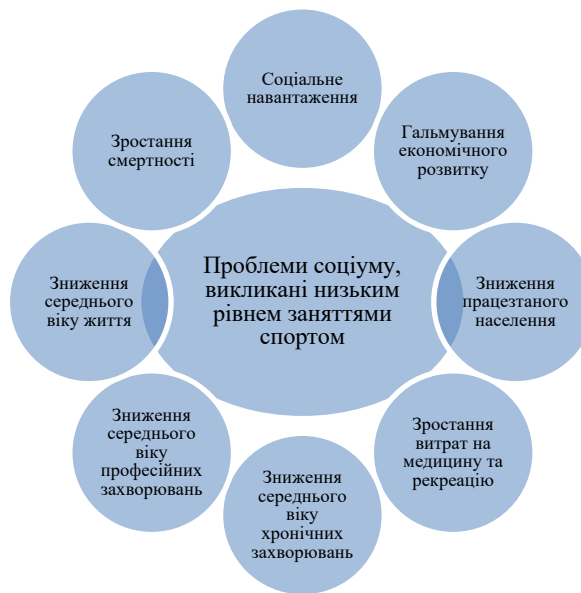 Соціальне
навантаження
Гальмування
економічного
розвитку
Зниження
працезтаного
населення
Зростання
витрат на
медицину та
рекреацію
Зниження
середнього
віку
хронічних
захворювань
Зниження
середнього
віку
професійних
захворювань
Зниження
середнього
віку життя
Зростання
смертності
Проблеми соціуму,
викликані низьким
рівнем заняттями
спортом